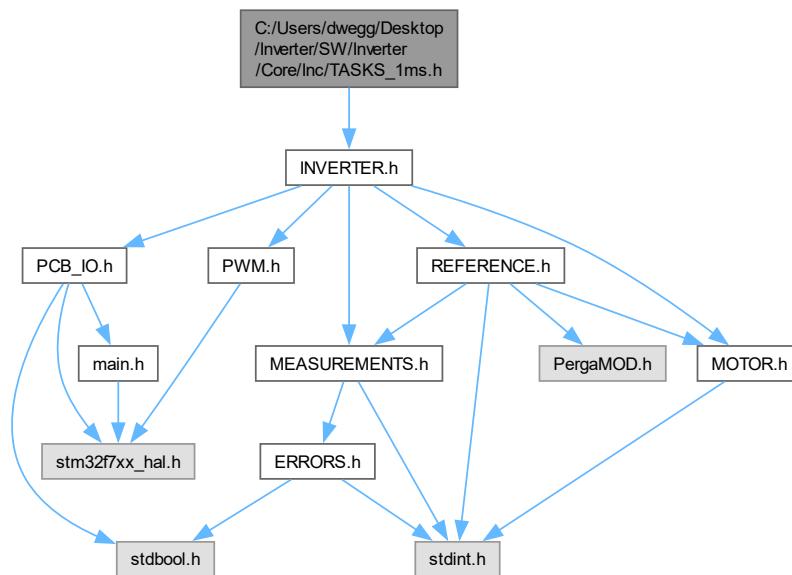 C:/Users/dwegg/Desktop
/Inverter/SW/Inverter
/Core/Inc/TASKS_1ms.h
INVERTER.h
PCB_IO.h
PWM.h
REFERENCE.h
main.h
MEASUREMENTS.h
PergaMOD.h
MOTOR.h
stm32f7xx_hal.h
ERRORS.h
stdbool.h
stdint.h